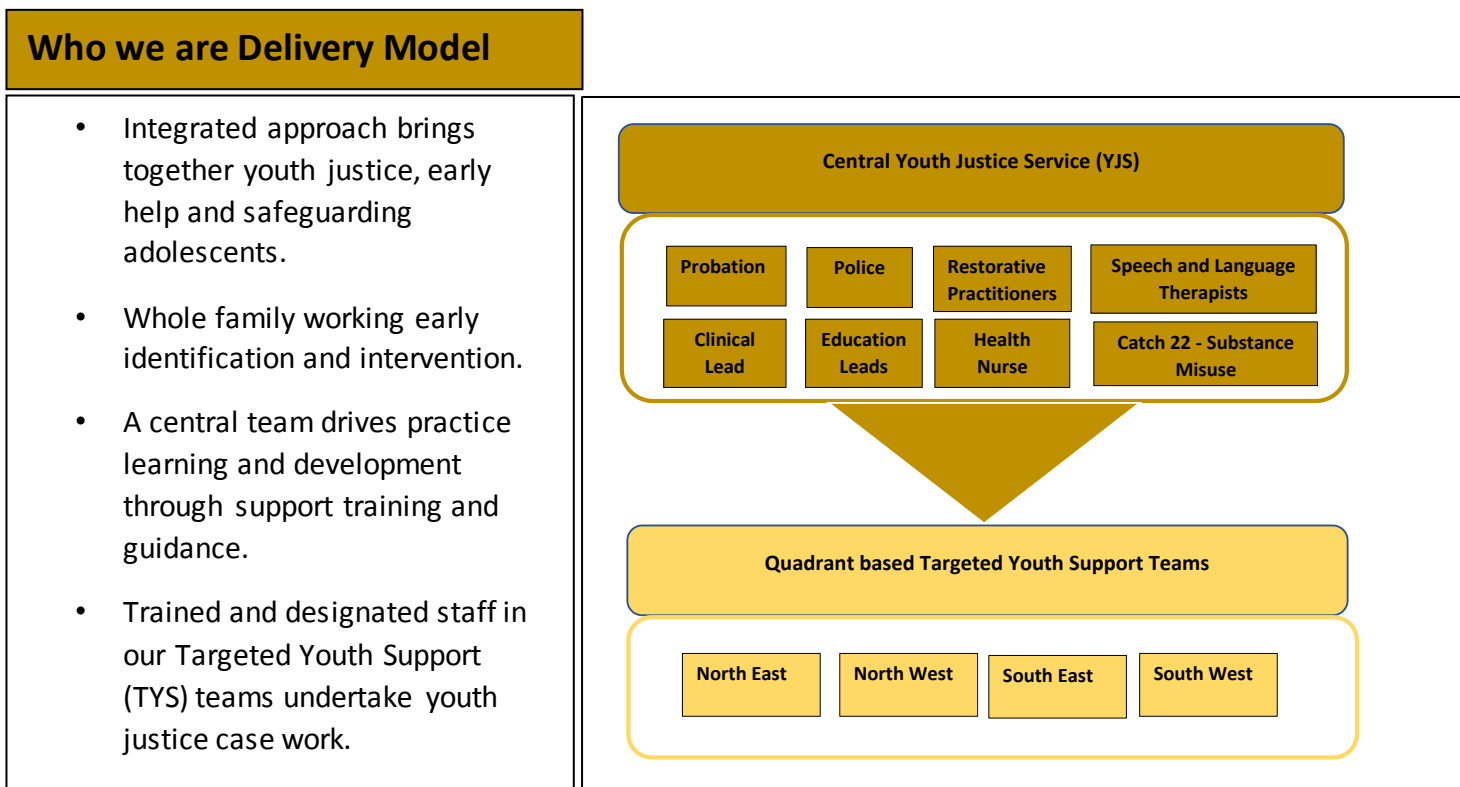 Who we are Delivery Model
• Integrated approach brings
together youth justice, early
help and safeguarding
adolescents.
• Whole family working early
identification and intervention.
• A central team drives practice
learning and development
through support training and
guidance.
• Trained and designated staff in
our Targeted Youth Support
(TYS) teams undertake youth
justice case work.
Central Youth Justice Service (YJS)
Probation
Police
Restorative
Practitioners
Speech and Language
Therapists
Clinical
Lead
Education
Leads
Health
Nurse
Catch 22 - Substance
Misuse
Quadrant based Targeted Youth Support Teams
North East
North West
South East
South West